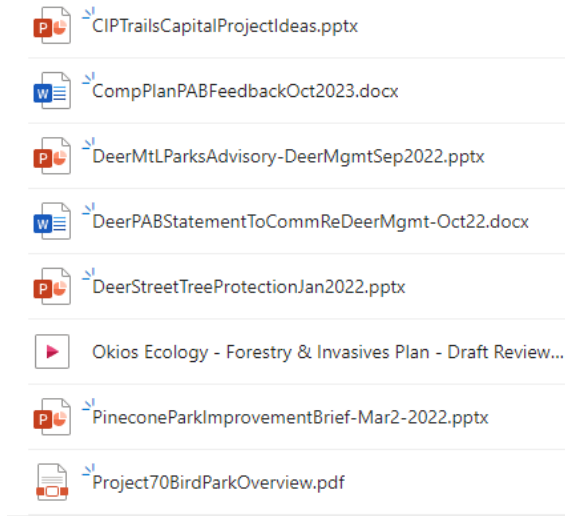 CIPTrailsCapitalProjectIdeas.pptx
CompPlanPABFeedbackOct2023.docx
DeerMtLParksAdvisory-DeerMgmtSep2022.pptx
DeerPABStatementToCommReDeerMgmt-Oct22.docx
DeerStreetTreeProtectionJan2022.pptx
Okios Ecology - Forestry & Invasives Plan - Draft Review...
PineconeParkImprovementBrief-Mar2-2022.pptx
Project70BirdParkOverview.pdf